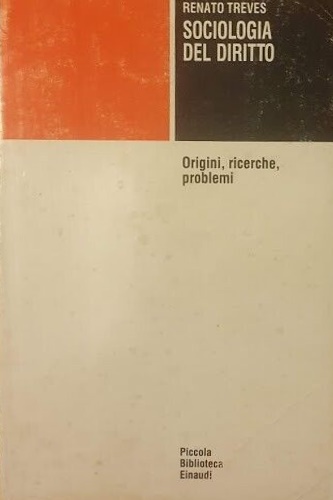 RENATO TREVES
SOCIOLOGIA
DEL DIRITTO
Origini, ricerche,
problemi
Piccola
Biblioteca
Einaudi